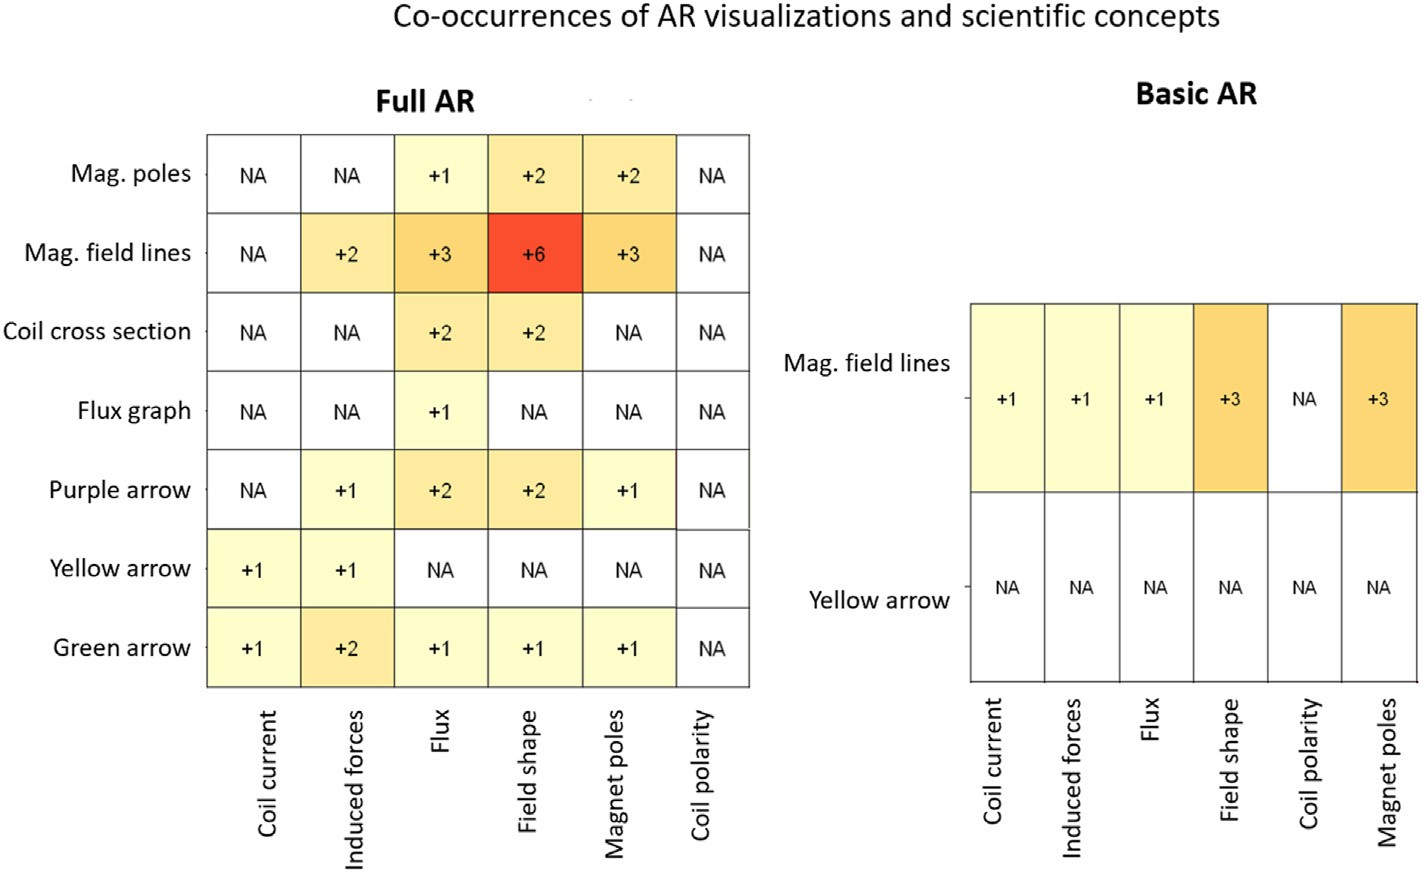 Co-occurrences of AR visualizations and scientific concepts
Full AR
Mag. poles NA NA +1 +2 +2 NA
Mag. field lines NA +2 +3 +6 +3 NA
Coil cross section NA NA +2 +2 NA NA
Flux graph NA NA +1 NA NA NA
Purple arrow NA +1 +2 +2 +1 NA
Yellow arrow +1 +1 NA NA NA NA
Green arrow +1 +2 +1 +1 +1 NA
Coil current
Induced forces
Flux
Field shape
Magnet poles
Coil polarity
Basic AR
Mag. field lines +1 +1 +1 +3 NA +3
Yellow arrow NA NA NA NA NA NA
Coil current
Induced forces
Flux
Field shape
Coil polarity
Magnet poles